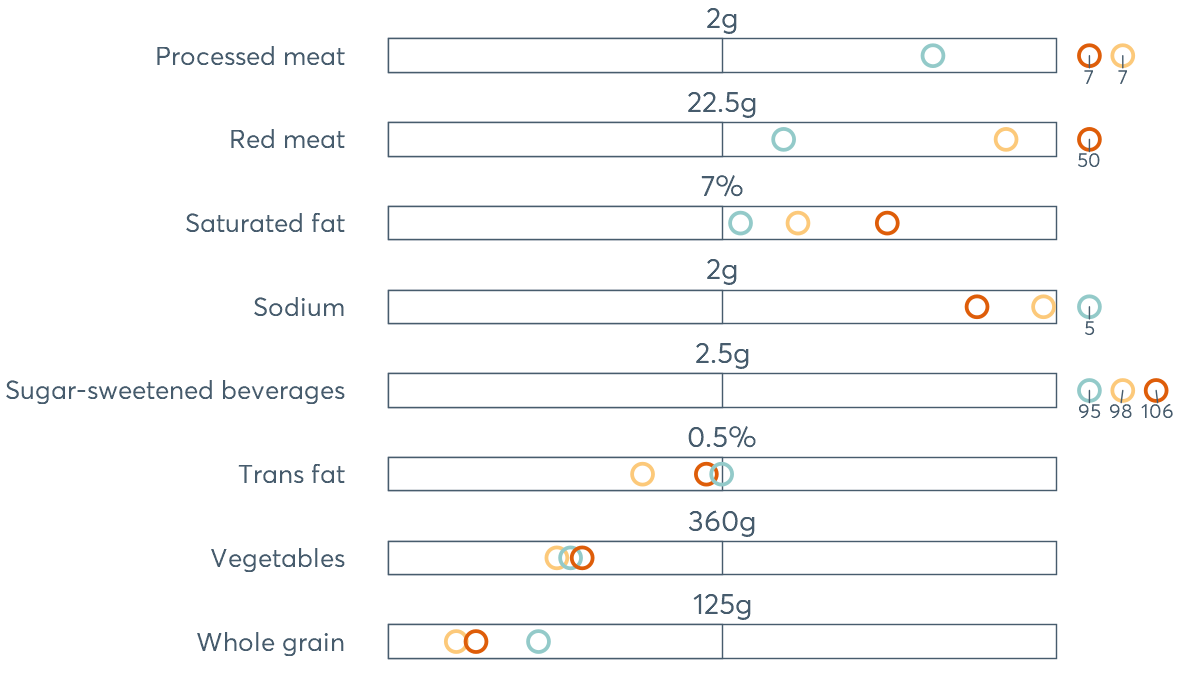 2g
Processed meat
7 7
22.5g
Red meat
50
7%
Saturated fat
2g
Sodium
5
2.5g
Sugar-sweetened beverages
95 98 106
0.5%
Trans fat
360g
Vegetables
125g
Whole grain